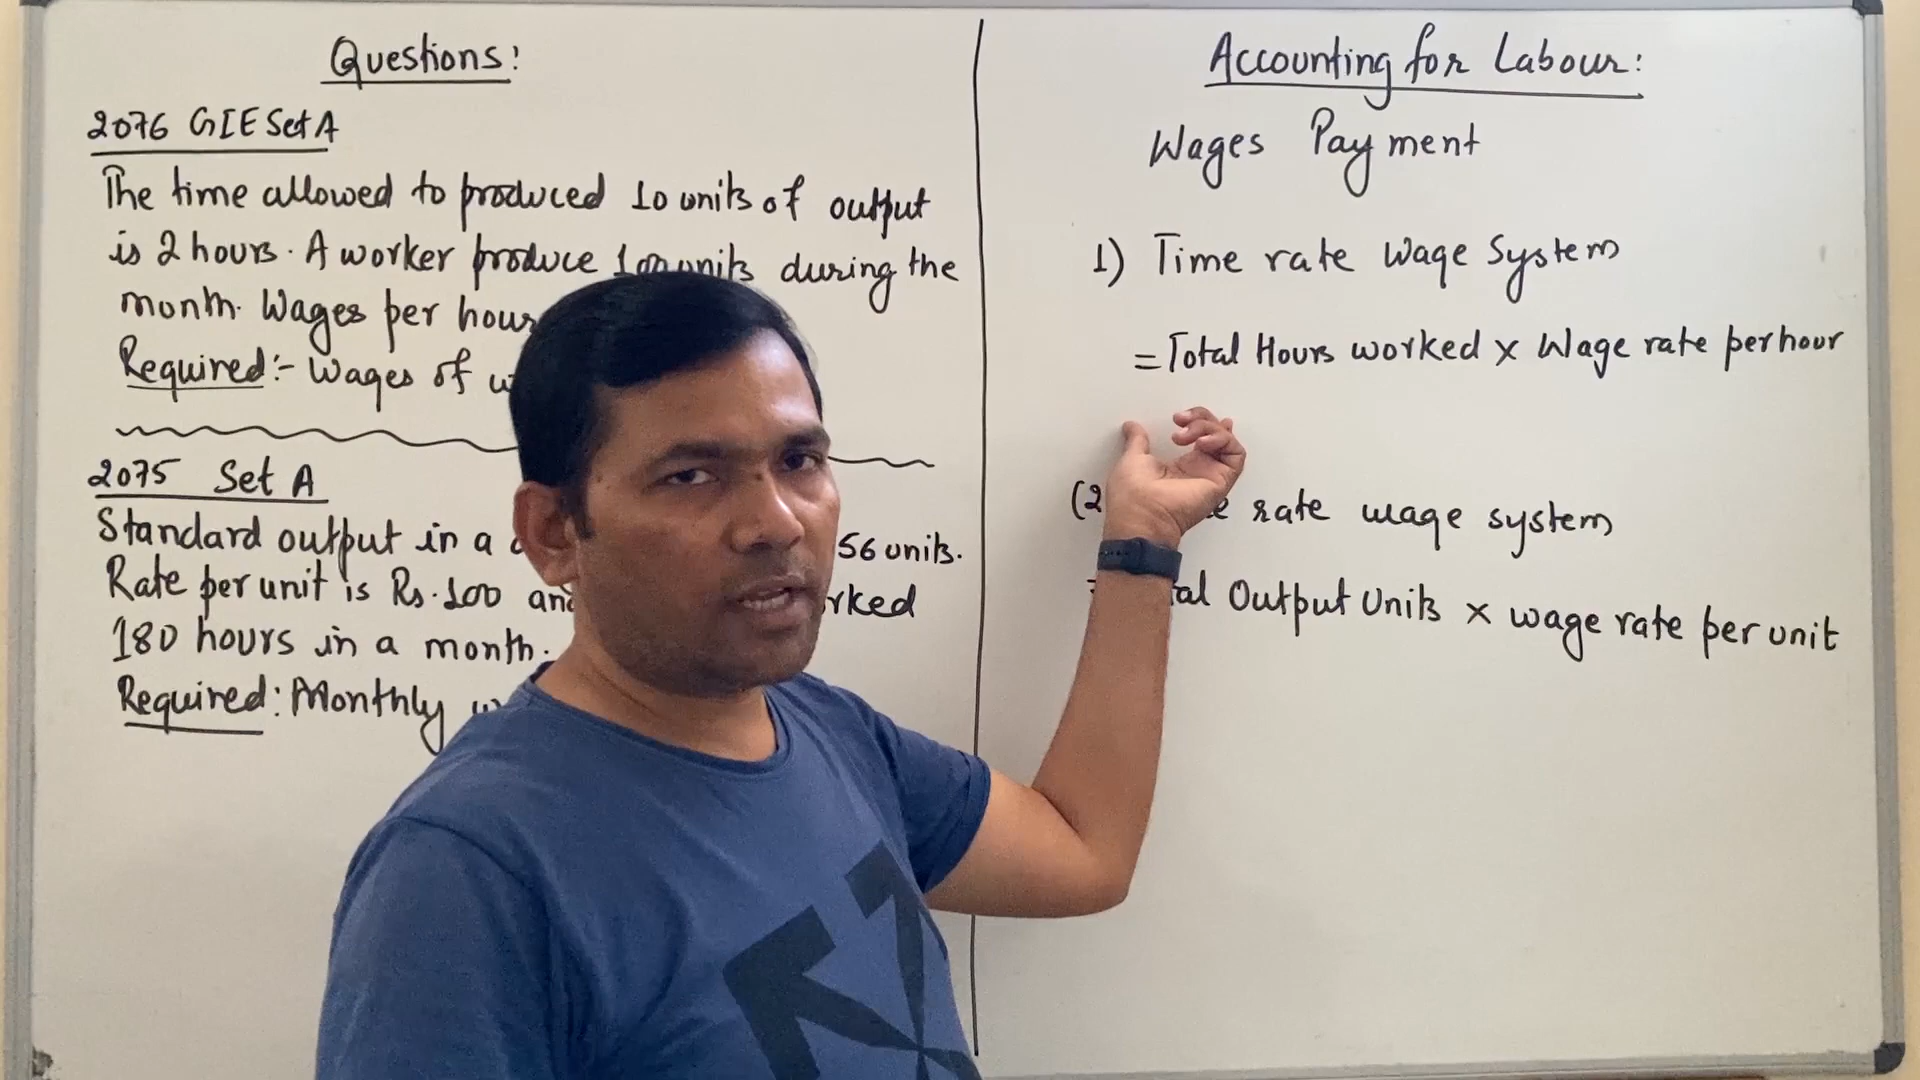 Questions:
2076 GIE Set A
The time allowed to produced 10 units of output
is 2 hours. A worker produce 100 units during the
month. Wages per hour
Required:- Wages of
2075 Set A
Standard output in a 56 units.
Rate per unit is Rs. 100 and
180 hours in a month.
Required: Monthly
Accounting for Labour:
Wages Payment
1) Time rate wage System
= Total Hours worked x Wage rate per hour
(2 rate wage system
Output Units x wage rate per unit